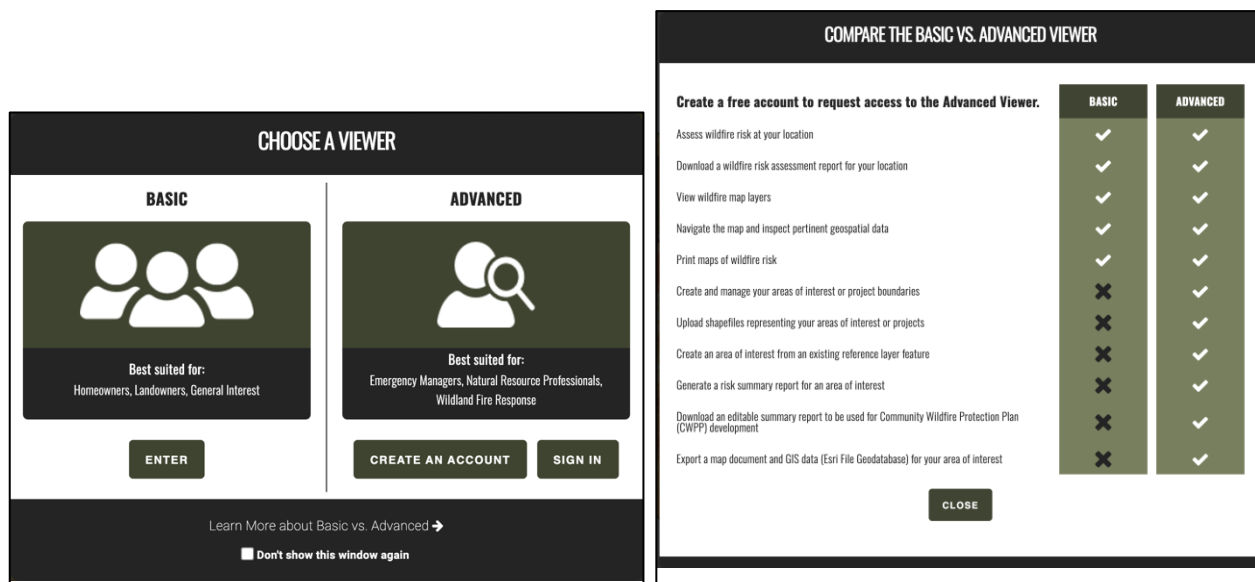 CHOOSE A VIEWER
BASIC
Best suited for:
Homeowners, Landowners, General Interest
ENTER
ADVANCED
Best suited for:
Emergency Managers, Natural Resource Professionals,
Wildland Fire Response
CREATE AN ACCOUNT
SIGN IN
Learn More about Basic vs. Advanced
Don't show this window again
COMPARE THE BASIC VS. ADVANCED VIEWER
Create a free account to request access to the Advanced Viewer.
BASIC
ADVANCED
Assess wildfire risk at your location
Download a wildfire risk assessment report for your location
View wildfire map layers
Navigate the map and inspect pertinent geospatial data
Print maps of wildfire risk
Create and manage your areas of interest or project boundaries
Upload shapefiles representing your areas of interest or projects
Create an area of interest from an existing reference layer feature
Generate a risk summary report for an area of interest
Download an editable summary report to be used for Community Wildfire Protection Plan
(CWPP) development
Export a map document and GIS data (Esri File Geodatabase) for your area of interest
CLOSE